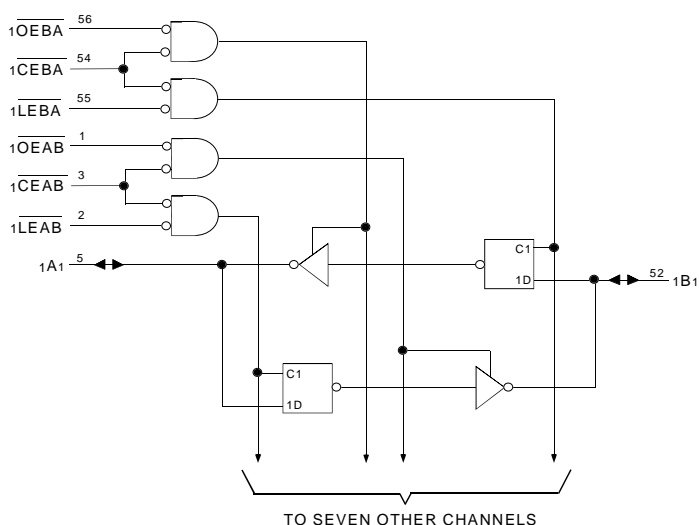 56
1OEBA
54
1CEBA
55
1LEBA
1
1OEAB
3
1CEAB
2
1LEAB
5
1A1
C1
1D
52
1B1
C1
1D
TO SEVEN OTHER CHANNELS